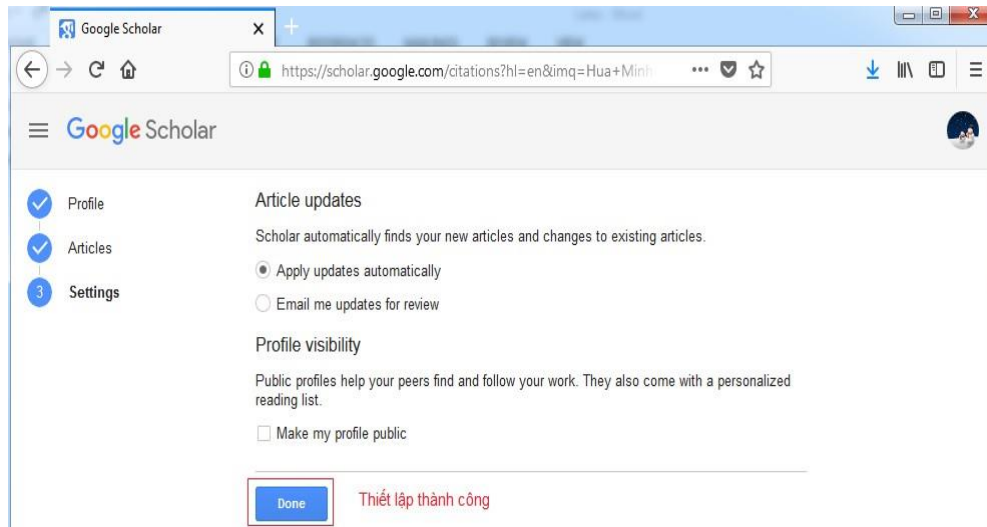 Google Scholar
https://scholar.google.com/citations?hl=en&imq=Hua+Minh
Google Scholar
Profile
Articles
3 Settings
Article updates
Scholar automatically finds your new articles and changes to existing articles.
Apply updates automatically
Email me updates for review
Profile visibility
Public profiles help your peers find and follow your work. They also come with a personalized
reading list.
Make my profile public
Done
Thiết lập thành công